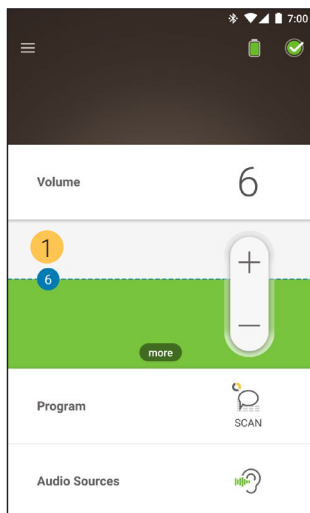 7:00
Volume 6
1
6
more
Program
SCAN
Audio Sources